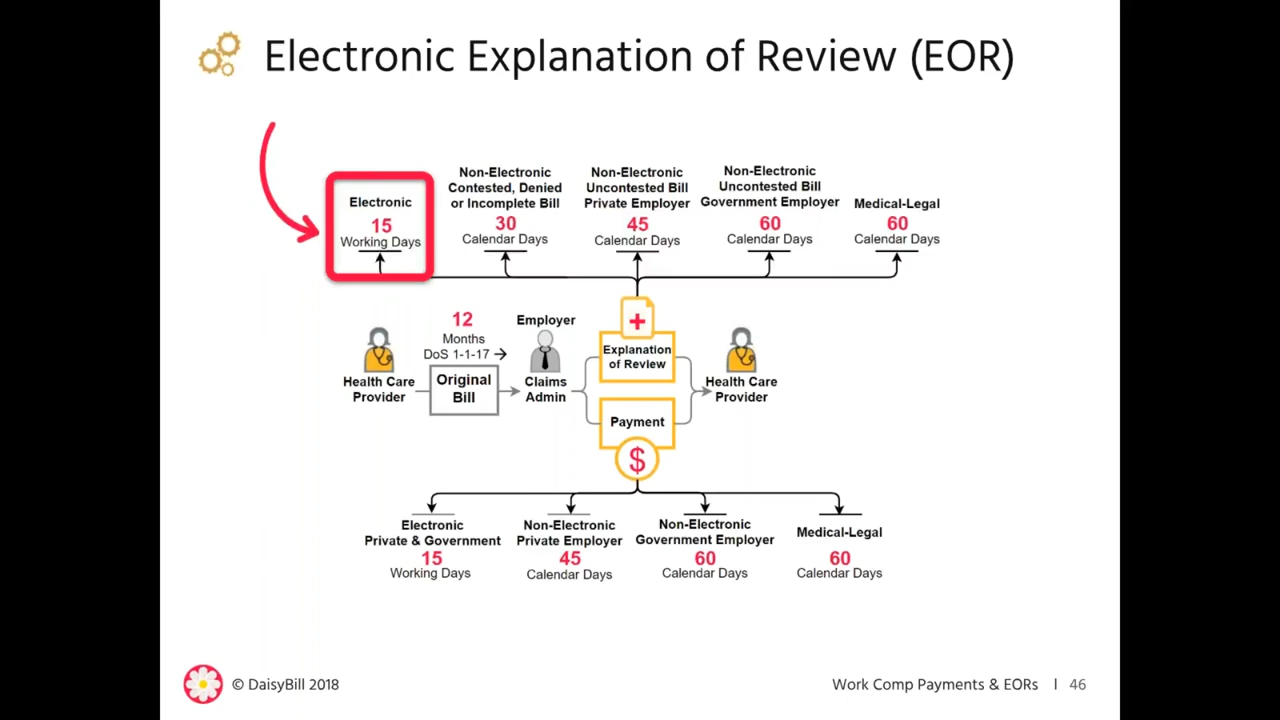 Electronic Explanation of Review (EOR)
Electronic
15
Working Days
Non-Electronic
Contested, Denied
or Incomplete Bill
30
Calendar Days
Non-Electronic
Uncontested Bill
Private Employer
45
Calendar Days
Non-Electronic
Uncontested Bill
Government Employer
60
Calendar Days
Medical-Legal
60
Calendar Days
Health Care
Provider
12
Months
DoS 1-1-17 →
Original
Bill
Employer
Claims
Admin
+
Explanation
of Review
Payment
$
Health Care
Provider
Electronic
Private & Government
15
Working Days
Non-Electronic
Private Employer
45
Calendar Days
Non-Electronic
Government Employer
60
Calendar Days
Medical-Legal
60
Calendar Days
© DaisyBill 2018
Work Comp Payments & EORs | 46